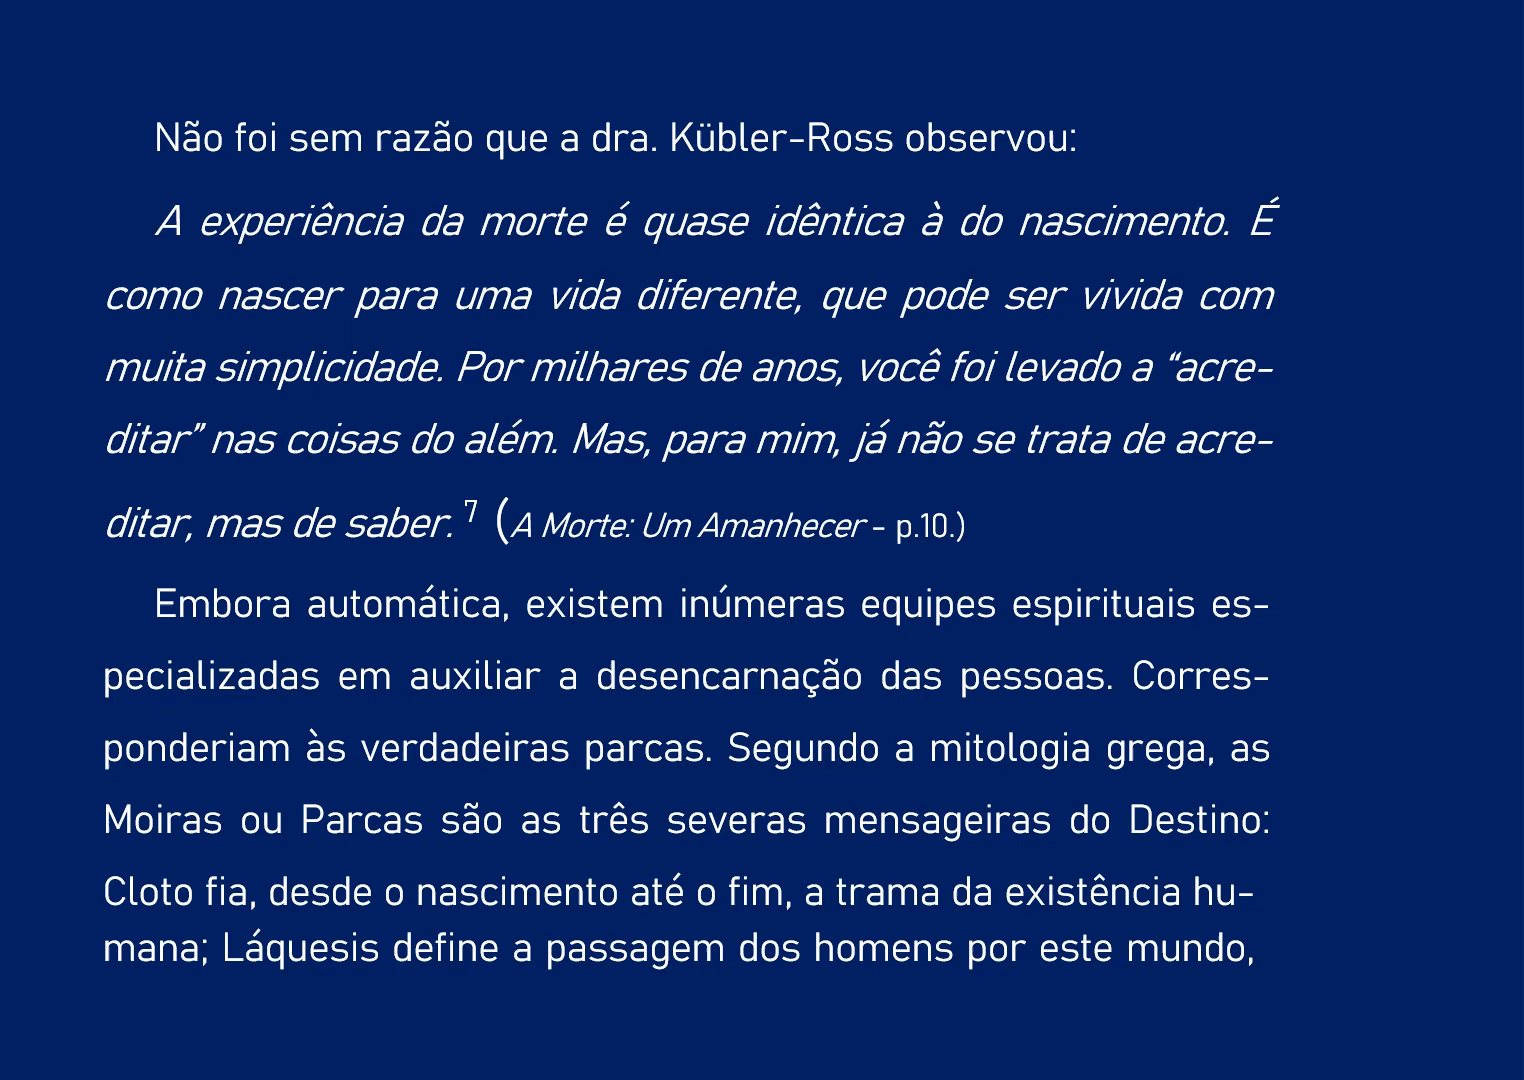 Não foi sem razão que a dra. Kübler-Ross observou:
A experiência da morte é quase idêntica à do nascimento. É
como nascer para uma vida diferente, que pode ser vivida com
muita simplicidade. Por milhares de anos, você foi levado a “acre-
ditar” nas coisas do além. Mas, para mim, já não se trata de acre-
ditar, mas de saber. ⁷ (A Morte: Um Amanhecer - p.10.)
Embora automática, existem inúmeras equipes espirituais es-
pecializadas em auxiliar a desencarnação das pessoas. Corres-
ponderiam às verdadeiras parcas. Segundo a mitologia grega, as
Moiras ou Parcas são as três severas mensageiras do Destino:
Cloto fia, desde o nascimento até o fim, a trama da existência hu-
mana; Láquesis define a passagem dos homens por este mundo,